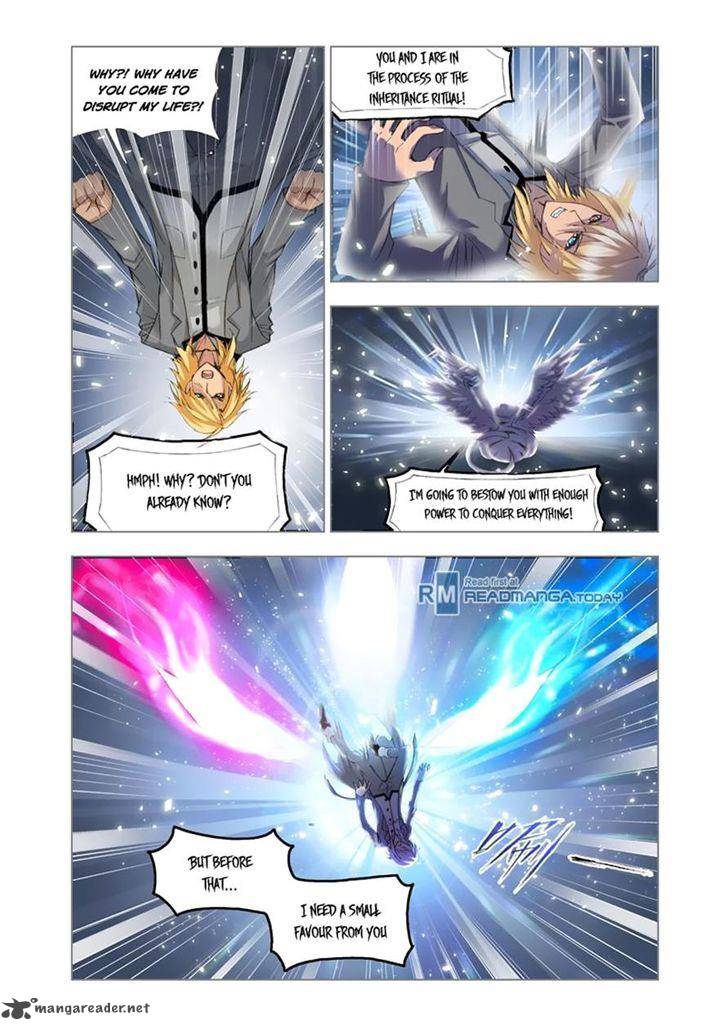 WHY?! WHY HAVE
YOU COME TO
DISRUPT MY LIFE?!
HMPH! WHY? DON'T YOU
ALREADY KNOW?
YOU AND I ARE IN
THE PROCESS OF THE
INHERITANCE RITUAL!
I'M GOING TO BESTOW YOU WITH ENOUGH
POWER TO CONQUER EVERYTHING!
RM Read first at
READMANGA.TODAY
BUT BEFORE
THAT...
I NEED A SMALL
FAVOUR FROM YOU
mangareader.net